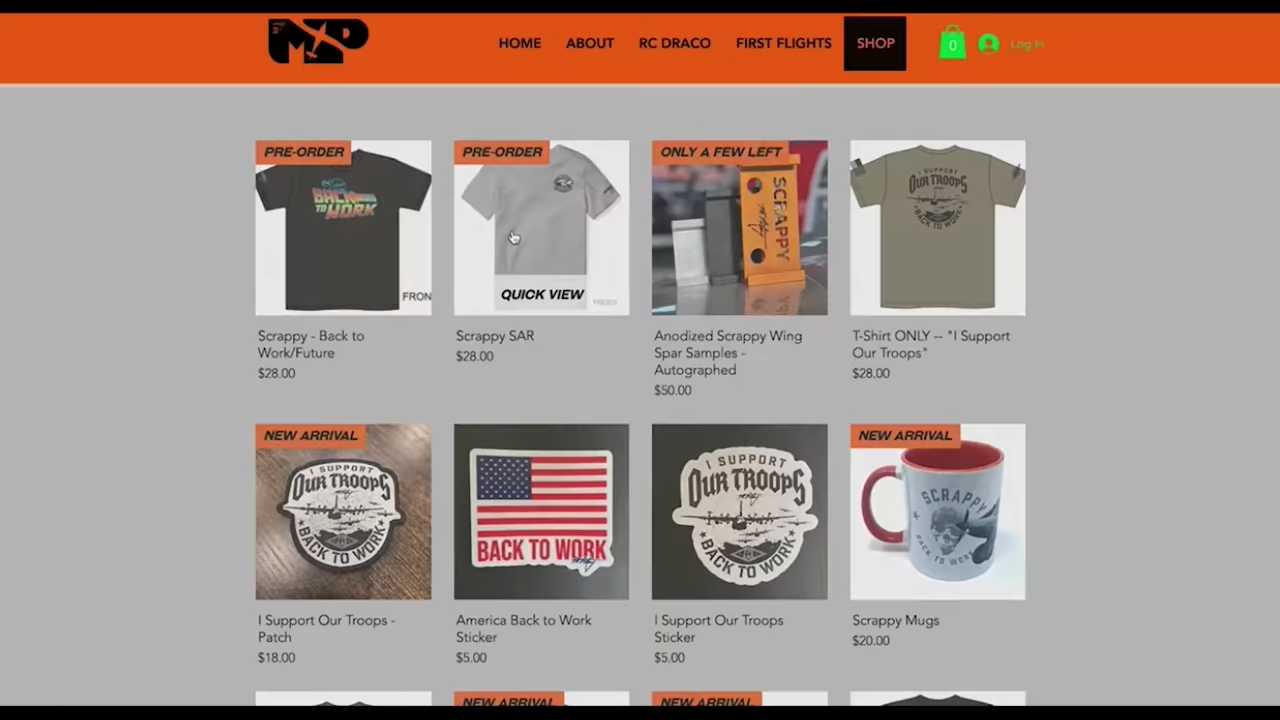 MXP
HOME ABOUT RC DRACO FIRST FLIGHTS SHOP 0 Log In
PRE-ORDER
BACK
TO WORK
FRON
Scrappy - Back to
Work/Future
$28.00
PRE-ORDER
QUICK VIEW
FRONT
Scrappy SAR
$28.00
ONLY A FEW LEFT
SCRAPPY
Anodized Scrappy Wing
Spar Samples -
Autographed
$50.00
I SUPPORT
OUR TROOPS
BACK TO WORK
T-Shirt ONLY -- "I Support
Our Troops"
$28.00
NEW ARRIVAL
I SUPPORT
OUR TROOPS
BACK TO WORK
I Support Our Troops -
Patch
$18.00
BACK TO WORK
America Back to Work
Sticker
$5.00
I SUPPORT
OUR TROOPS
BACK TO WORK
I Support Our Troops
Sticker
$5.00
NEW ARRIVAL
SCRAPPY
BACK TO WORK
Scrappy Mugs
$20.00
NEW ARRIVAL
NEW ARRIVAL